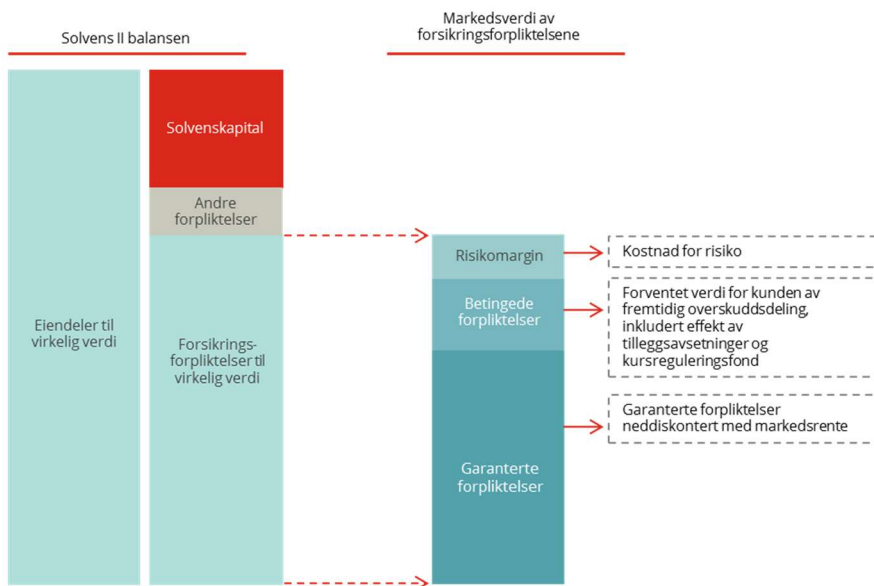 Solvens II balansen
Markedsverdi av
forsikringsforpliktelsene
Eiendeler til
virkelig verdi
Solvenskapital
Andre
forpliktelser
Forsikrings-
forpliktelser til
virkelig verdi
Risikomargin
Betingede
forpliktelser
Garanterte
forpliktelser
Kostnad for risiko
Forventet verdi for kunden av
fremtidig overskuddsdeling,
inkludert effekt av
tilleggsavsetninger og
kursreguleringsfond
Garanterte forpliktelser
neddiskontert med markedsrente